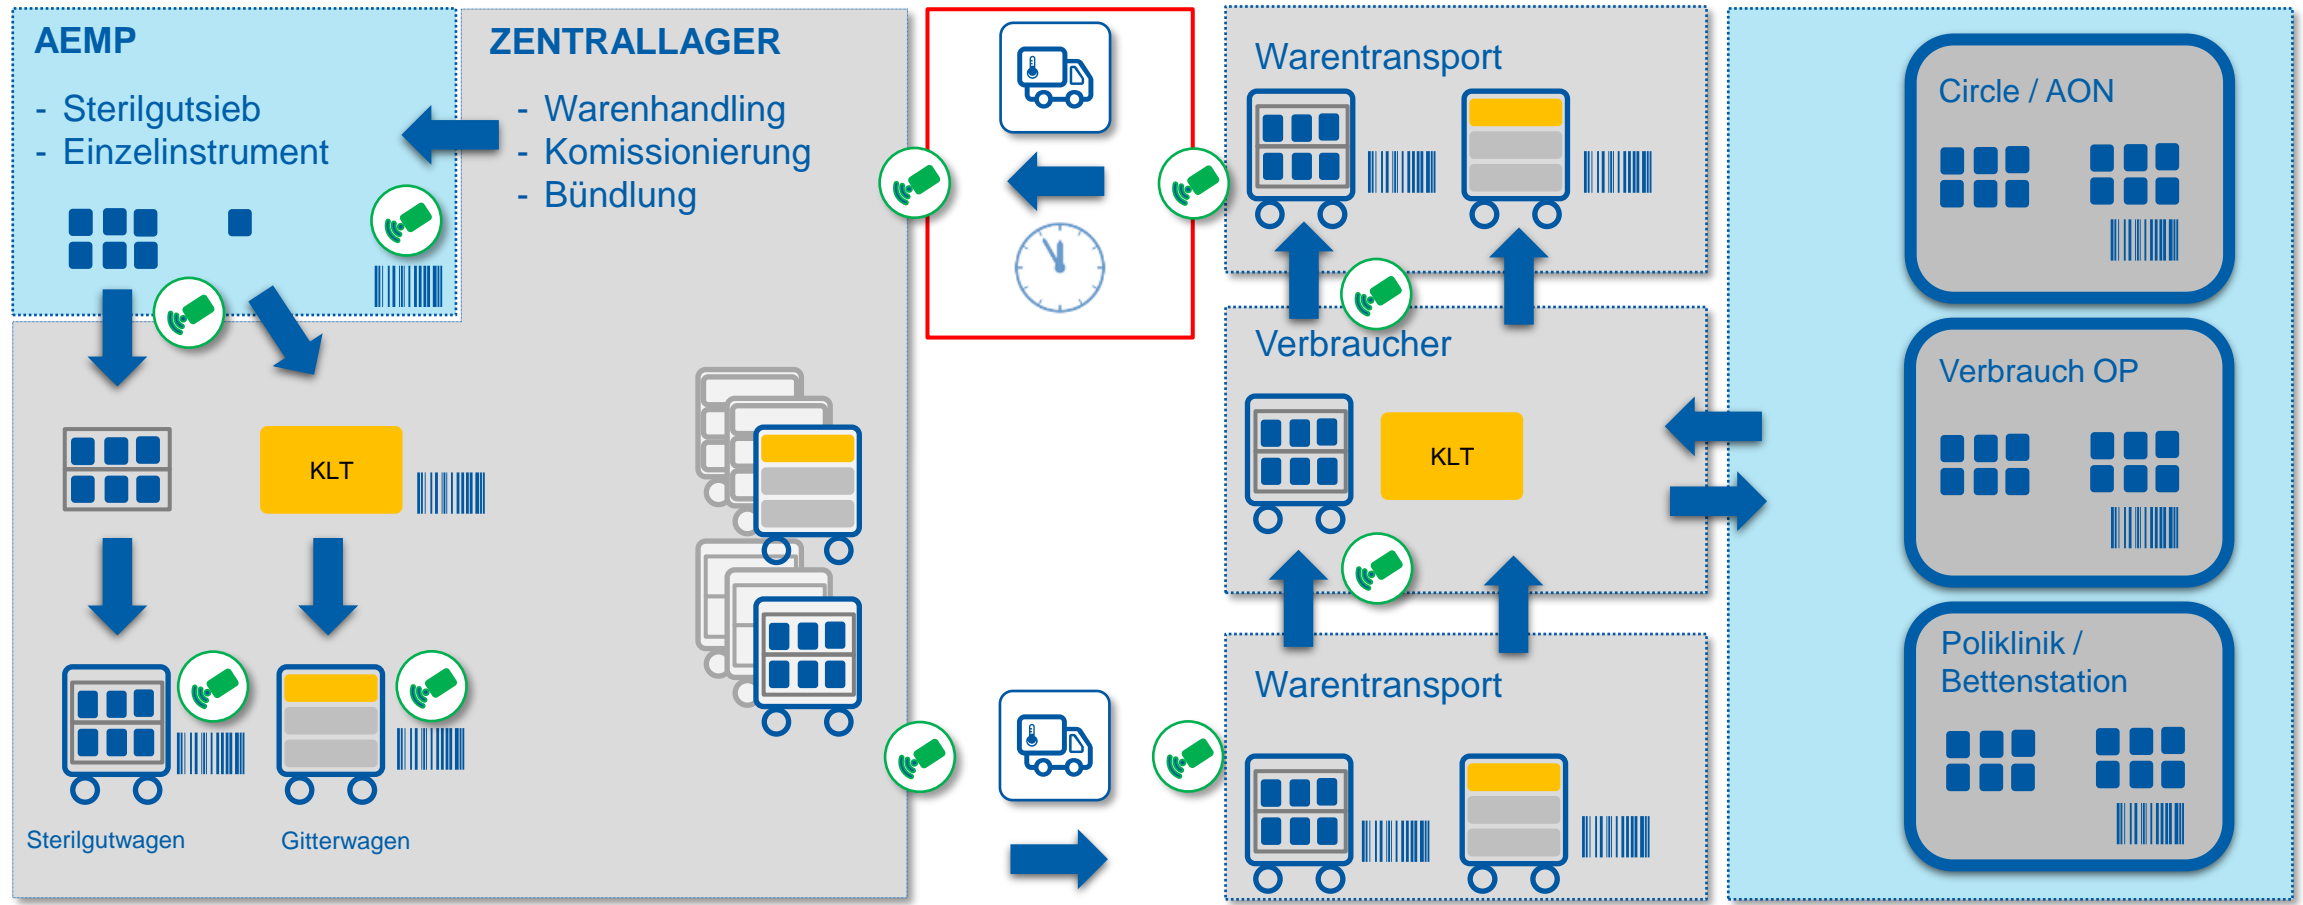 AEMP
- Sterilgutsieb
- Einzelinstrument
ZENTRALLAGER
- Warenhandling
- Komissionierung
- Bündlung
KLT
Sterilgutwagen
Gitterwagen
Warentransport
Verbraucher
KLT
Warentransport
Circle / AON
Verbrauch OP
Poliklinik /
Bettenstation